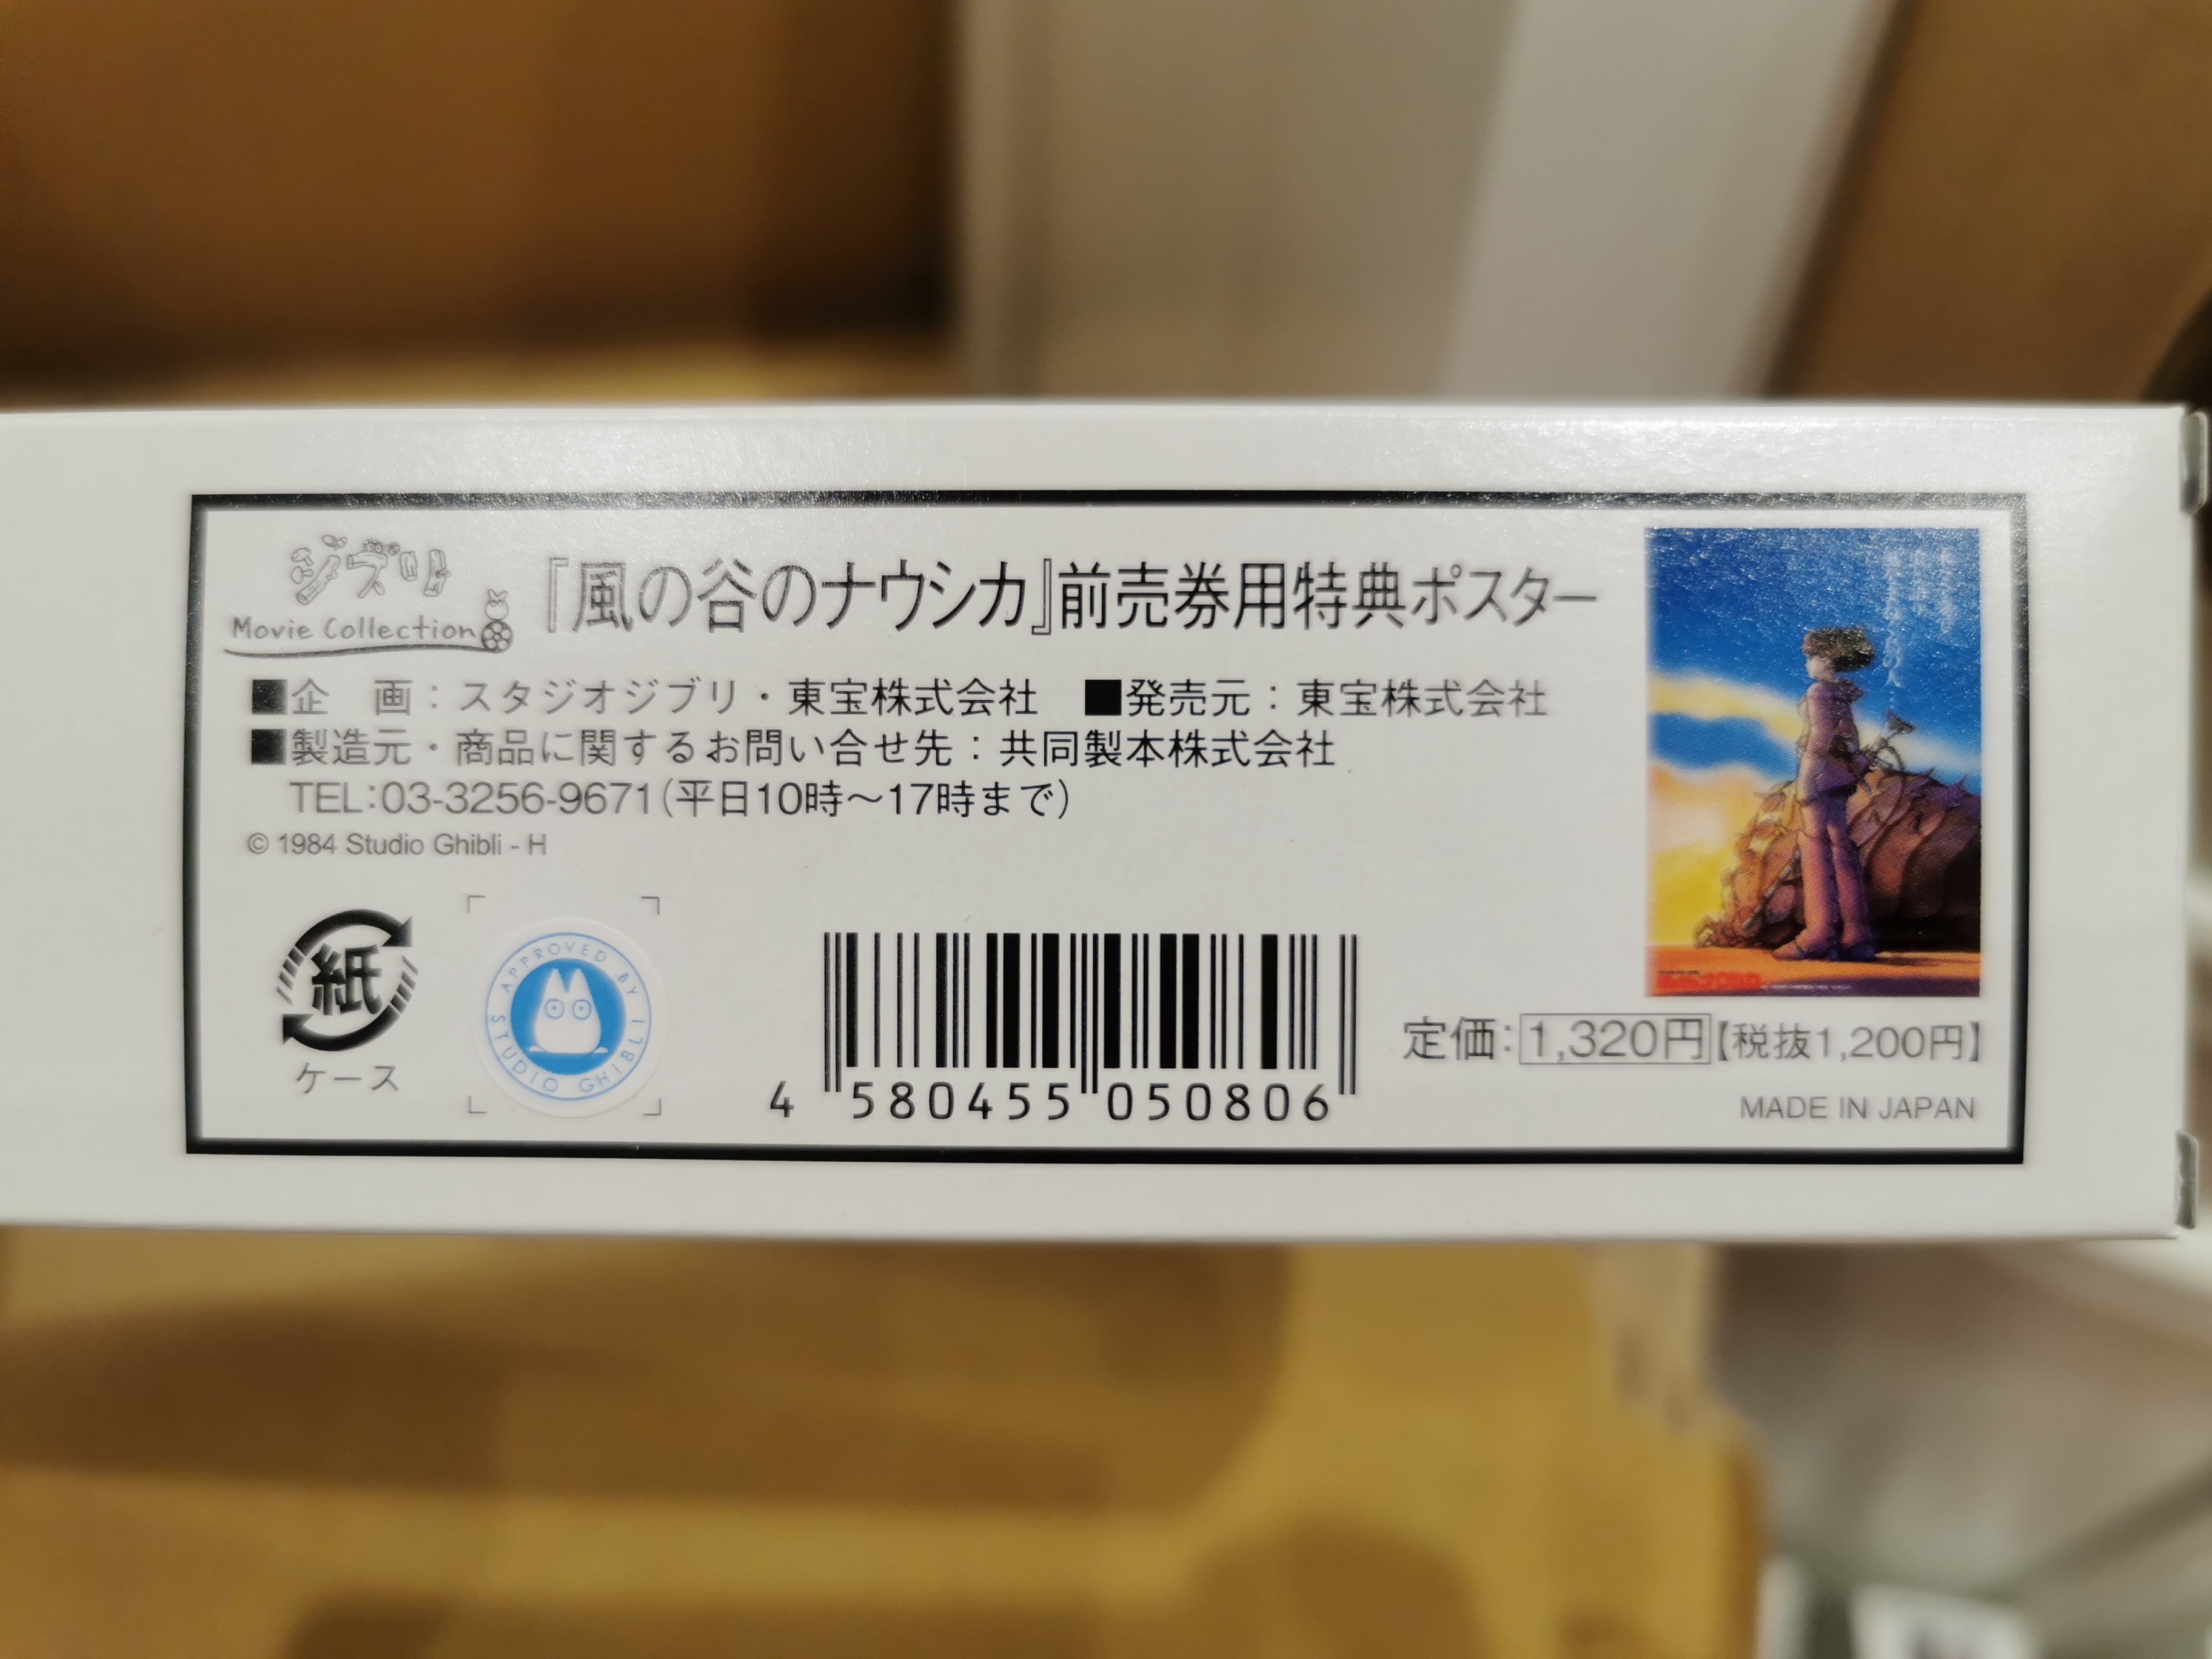 ジブリ
Movie Collection
『風の谷のナウシカ』前売券用特典ポスター
■企　画：スタジオジブリ・東宝株式会社　■発売元：東宝株式会社
■製造元・商品に関するお問い合せ先：共同製本株式会社
TEL:03-3256-9671（平日10時～17時まで）
© 1984 Studio Ghibli - H
紙
ケース
APPROVED BY STUDIO GHIBLI
4 580455 050806
定価：1,320円【税抜1,200円】
MADE IN JAPAN